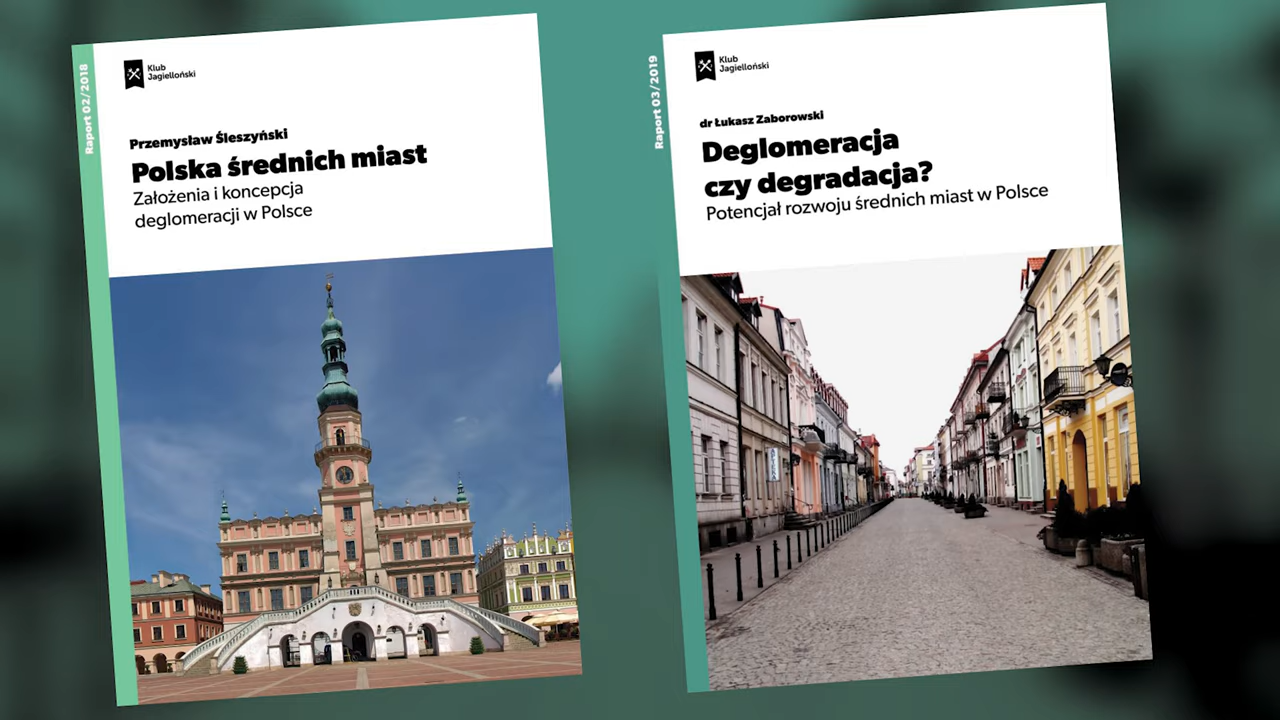 Raport 02/2018
Klub
Jagielloński
Przemysław Śleszyński
Polska średnich miast
Założenia i koncepcja
deglomeracji w Polsce
Raport 03/2019
Klub
Jagielloński
dr Łukasz Zaborowski
Deglomeracja
czy degradacja?
Potencjał rozwoju średnich miast w Polsce
APTEKA